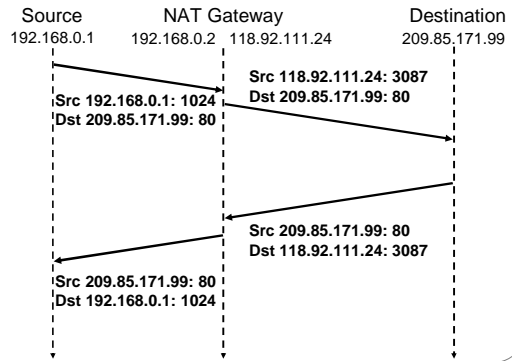 Source NAT Gateway Destination
192.168.0.1 192.168.0.2 118.92.111.24 209.85.171.99
Src 118.92.111.24: 3087
Dst 209.85.171.99: 80
Src 192.168.0.1: 1024
Dst 209.85.171.99: 80
Src 209.85.171.99: 80
Dst 118.92.111.24: 3087
Src 209.85.171.99: 80
Dst 192.168.0.1: 1024